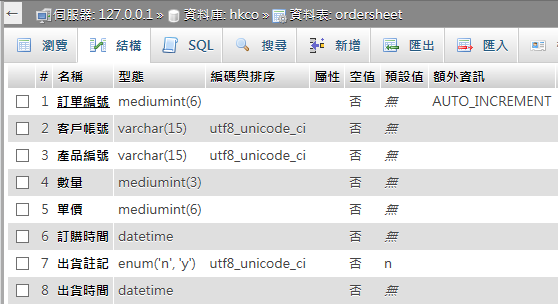 伺服器: 127.0.0.1 » 資料庫: hkco » 資料表: ordersheet
瀏覽 結構 SQL 搜尋 新增 匯出 匯入
# 名稱 型態 編碼與排序 屬性 空值 預設值 額外資訊
1 訂單編號 mediumint(6) 否 無 AUTO_INCREMENT
2 客戶帳號 varchar(15) utf8_unicode_ci 否 無
3 產品編號 varchar(15) utf8_unicode_ci 否 無
4 數量 mediumint(3) 否 無
5 單價 mediumint(6) 否 無
6 訂購時間 datetime 否 無
7 出貨註記 enum('n', 'y') utf8_unicode_ci 否 n
8 出貨時間 datetime 否 無